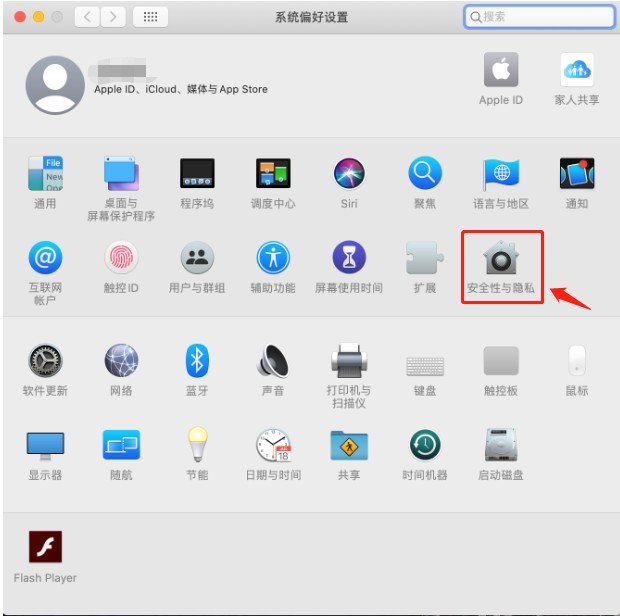 系统偏好设置
搜索
Apple ID、iCloud、媒体与 App Store
Apple ID
家人共享
File
New
Ope
通用
桌面与
屏幕保护程序
程序坞
调度中心
Siri
聚焦
语言与地区
通知
互联网
帐户
触控 ID
用户与群组
辅助功能
屏幕使用时间
扩展
安全性与隐私
软件更新
网络
蓝牙
声音
打印机与
扫描仪
键盘
触控板
鼠标
显示器
随航
节能
18
日期与时间
共享
时间机器
启动磁盘
Flash Player